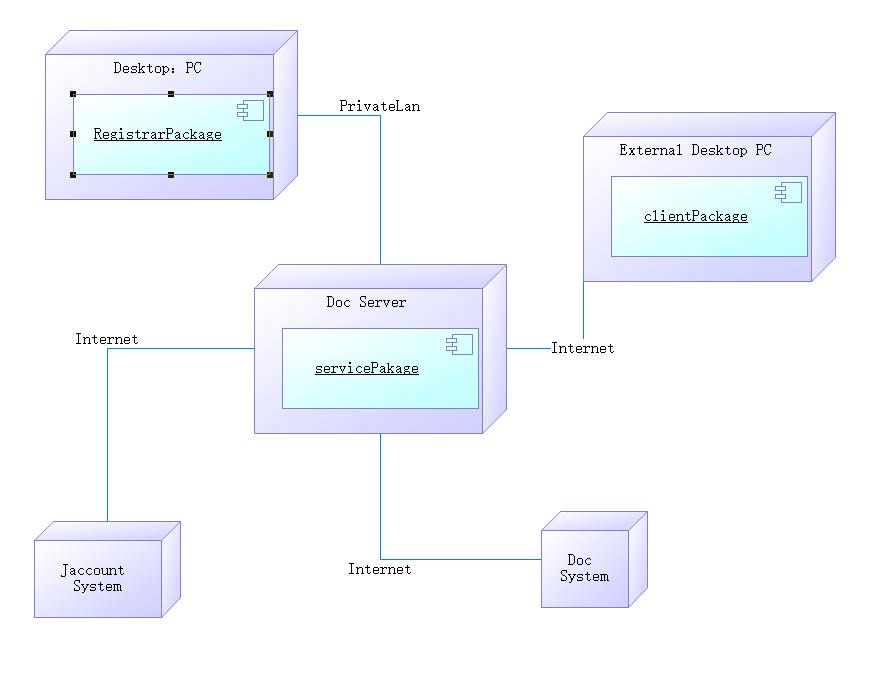 Desktop：PC
RegistrarPackage
PrivateLan
External Desktop PC
clientPackage
Doc Server
servicePakage
Internet
Internet
Jaccount
System
Internet
Doc
System